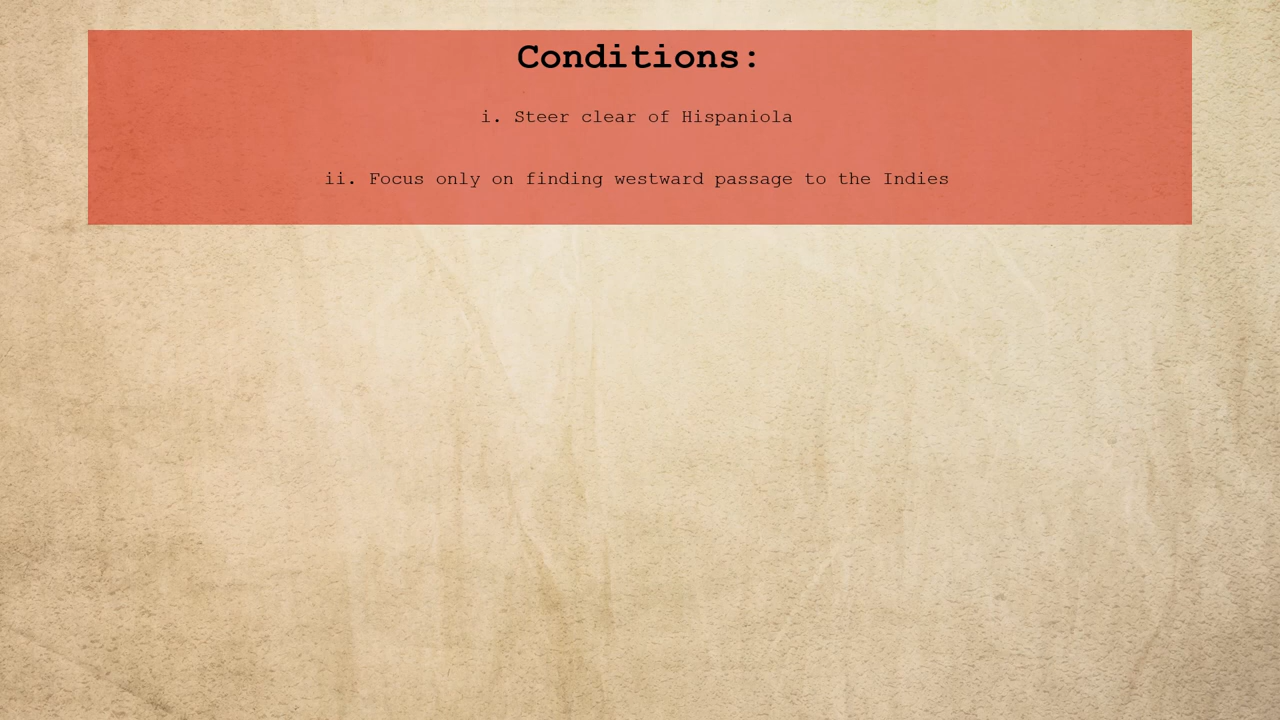 Conditions:
i. Steer clear of Hispaniola
ii. Focus only on finding westward passage to the Indies